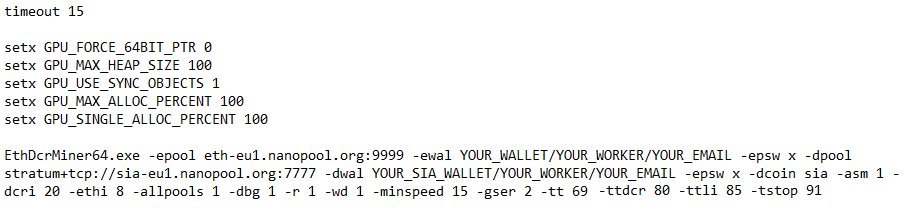 timeout 15
setx GPU_FORCE_64BIT_PTR 0
setx GPU_MAX_HEAP_SIZE 100
setx GPU_USE_SYNC_OBJECTS 1
setx GPU_MAX_ALLOC_PERCENT 100
setx GPU_SINGLE_ALLOC_PERCENT 100
EthDcrMiner64.exe -epool eth-eu1.nanopool.org:9999 -ewal YOUR_WALLET/YOUR_WORKER/YOUR_EMAIL -epsw x -dpool
stratum+tcp://sia-eu1.nanopool.org:7777 -dwal YOUR_SIA_WALLET/YOUR_WORKER/YOUR_EMAIL -epsw x -dcoin sia -asm 1 -
dcri 20 -ethi 8 -allpools 1 -dbg 1 -r 1 -wd 1 -minspeed 15 -gser 2 -tt 69 -ttdcr 80 -ttli 85 -tstop 91